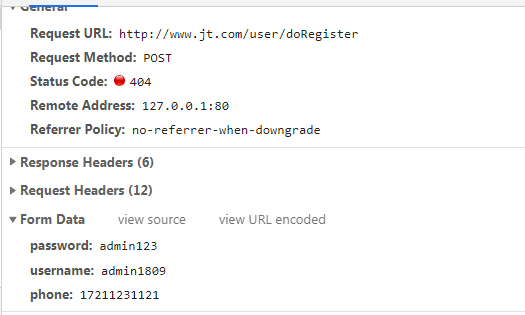 General
Request URL: http://www.jt.com/user/doRegister
Request Method: POST
Status Code: 404
Remote Address: 127.0.0.1:80
Referrer Policy: no-referrer-when-downgrade
Response Headers (6)
Request Headers (12)
Form Data view source view URL encoded
password: admin123
username: admin1809
phone: 17211231121